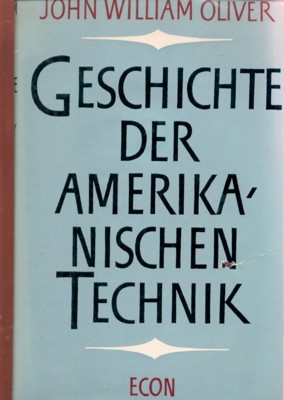 JOHN WILLIAM OLIVER
GESCHICHTE
DER
AMERIKA-
NISCHEN
TECHNIK
ECON